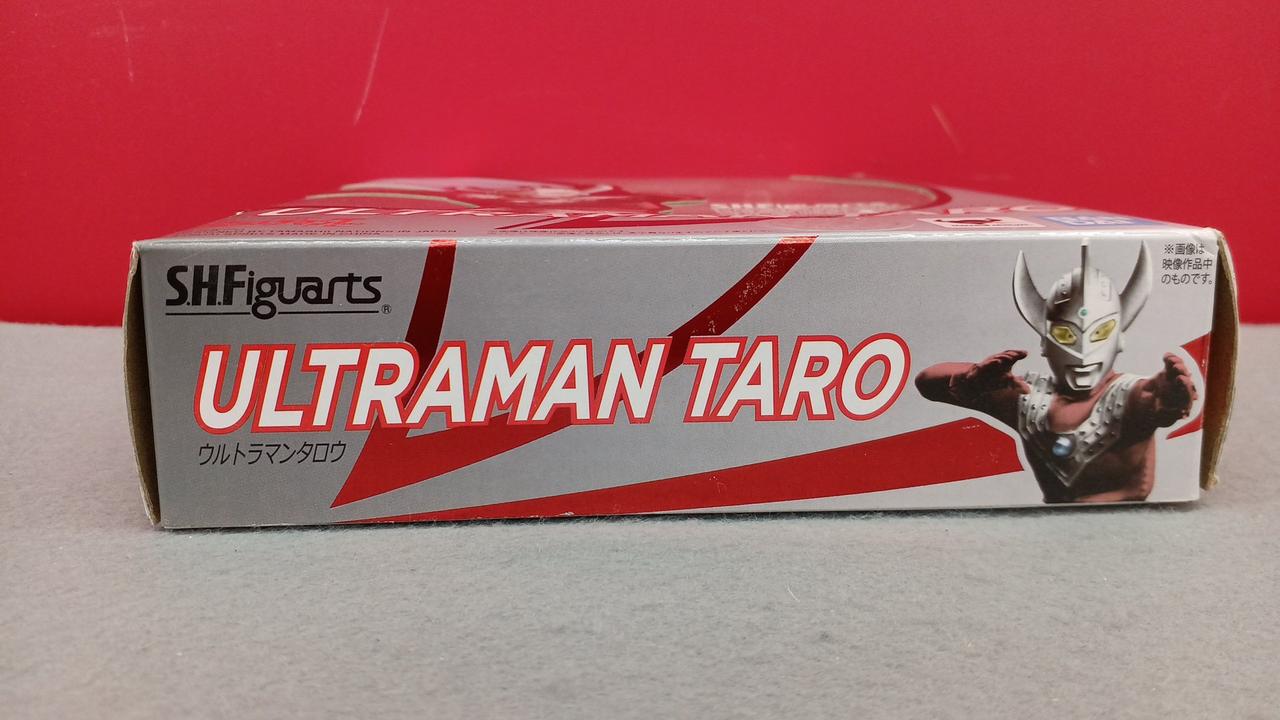 S.H.Figuarts®
ULTRAMAN TARO
ウルトラマンタロウ
※画像は
映像作品中
のものです。